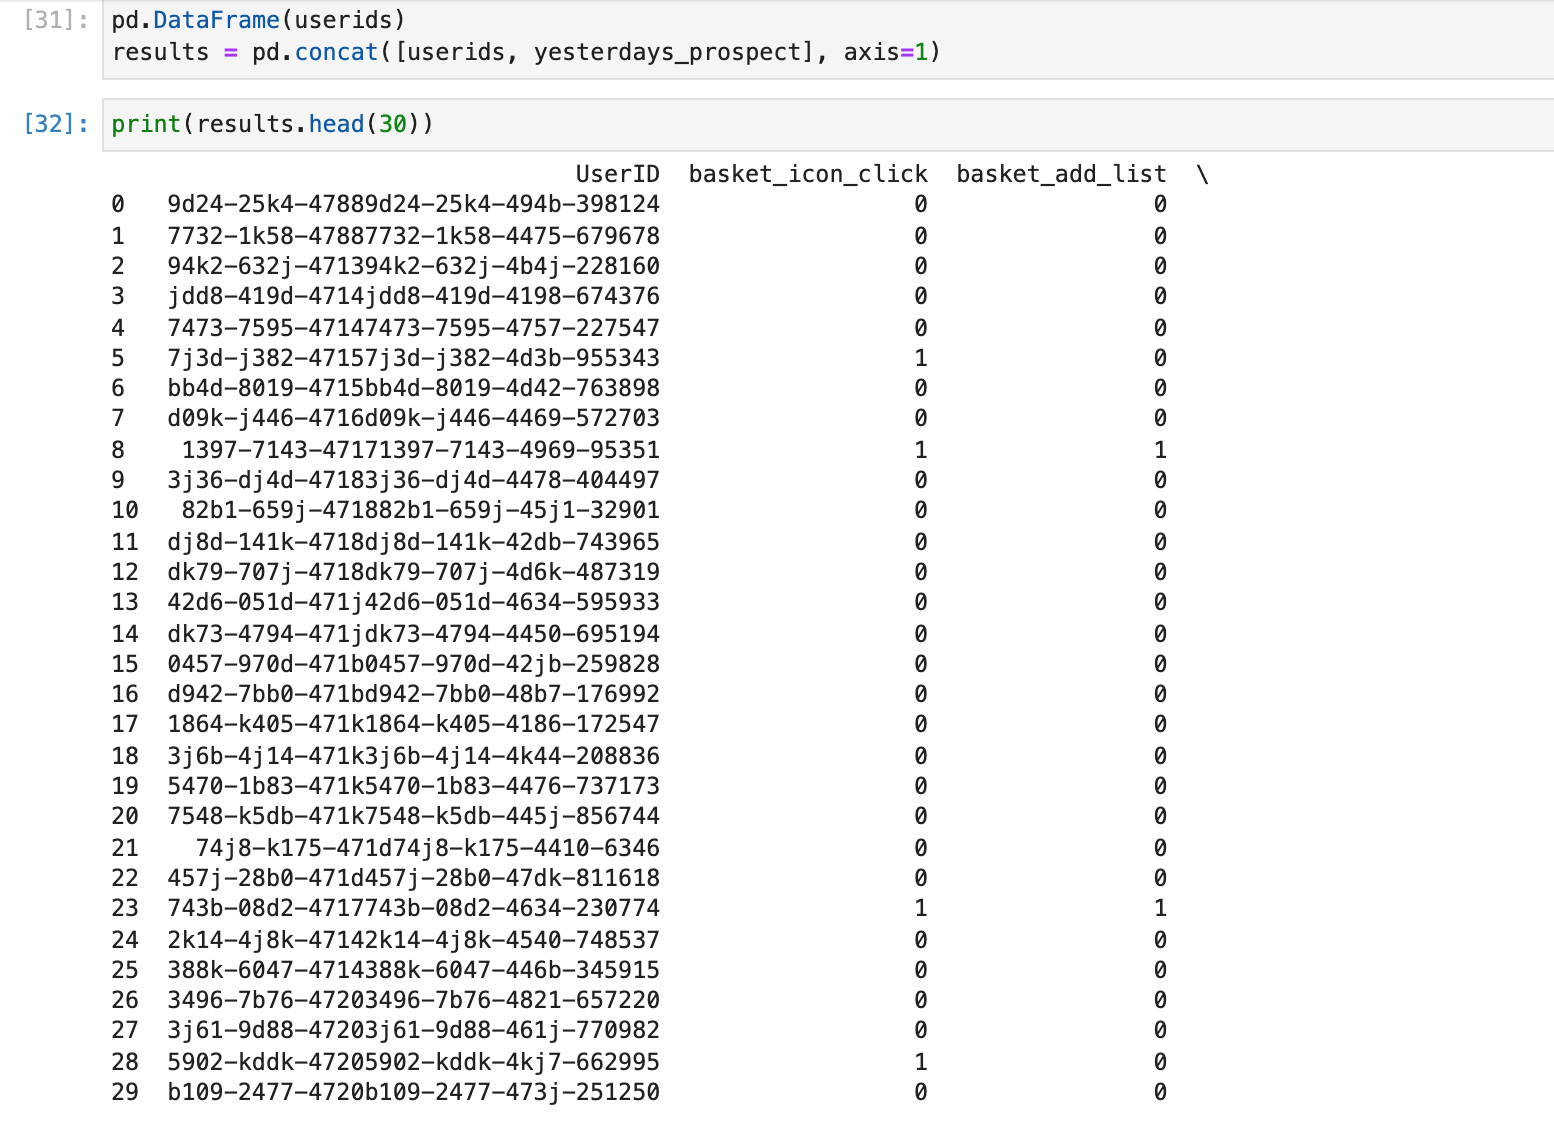 [31]: pd.DataFrame(userids)
results = pd.concat([userids, yesterdays_prospect], axis=1)
[32]: print(results.head(30))
UserID basket_icon_click basket_add_list \
0 9d24-25k4-47889d24-25k4-494b-398124 0 0
1 7732-1k58-47887732-1k58-4475-679678 0 0
2 94k2-632j-471394k2-632j-4b4j-228160 0 0
3 jdd8-419d-4714jdd8-419d-4198-674376 0 0
4 7473-7595-47147473-7595-4757-227547 0 0
5 7j3d-j382-47157j3d-j382-4d3b-955343 1 0
6 bb4d-8019-4715bb4d-8019-4d42-763898 0 0
7 d09k-j446-4716d09k-j446-4469-572703 0 0
8 1397-7143-47171397-7143-4969-95351 1 1
9 3j36-dj4d-47183j36-dj4d-4478-404497 0 0
10 82b1-659j-471882b1-659j-45j1-32901 0 0
11 dj8d-141k-4718dj8d-141k-42db-743965 0 0
12 dk79-707j-4718dk79-707j-4d6k-487319 0 0
13 42d6-051d-471j42d6-051d-4634-595933 0 0
14 dk73-4794-471jdk73-4794-4450-695194 0 0
15 0457-970d-471b0457-970d-42jb-259828 0 0
16 d942-7bb0-471bd942-7bb0-48b7-176992 0 0
17 1864-k405-471k1864-k405-4186-172547 0 0
18 3j6b-4j14-471k3j6b-4j14-4k44-208836 0 0
19 5470-1b83-471k5470-1b83-4476-737173 0 0
20 7548-k5db-471k7548-k5db-445j-856744 0 0
21 74j8-k175-471d74j8-k175-4410-6346 0 0
22 457j-28b0-471d457j-28b0-47dk-811618 0 0
23 743b-08d2-4717743b-08d2-4634-230774 1 1
24 2k14-4j8k-47142k14-4j8k-4540-748537 0 0
25 388k-6047-4714388k-6047-446b-345915 0 0
26 3496-7b76-47203496-7b76-4821-657220 0 0
27 3j61-9d88-47203j61-9d88-461j-770982 0 0
28 5902-kddk-47205902-kddk-4kj7-662995 1 0
29 b109-2477-4720b109-2477-473j-251250 0 0